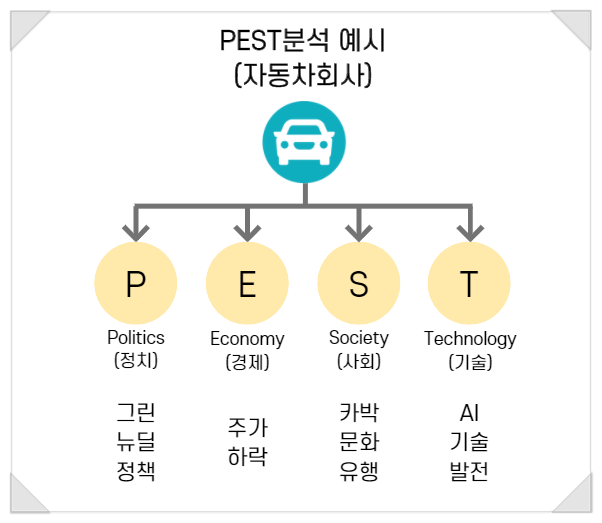 PEST분석 예시
(자동차회사)
P E S T
Politics Economy Society Technology
(정치) (경제) (사회) (기술)
그린
뉴딜
정책
주가
하락
카박
문화
유행
AI
기술
발전